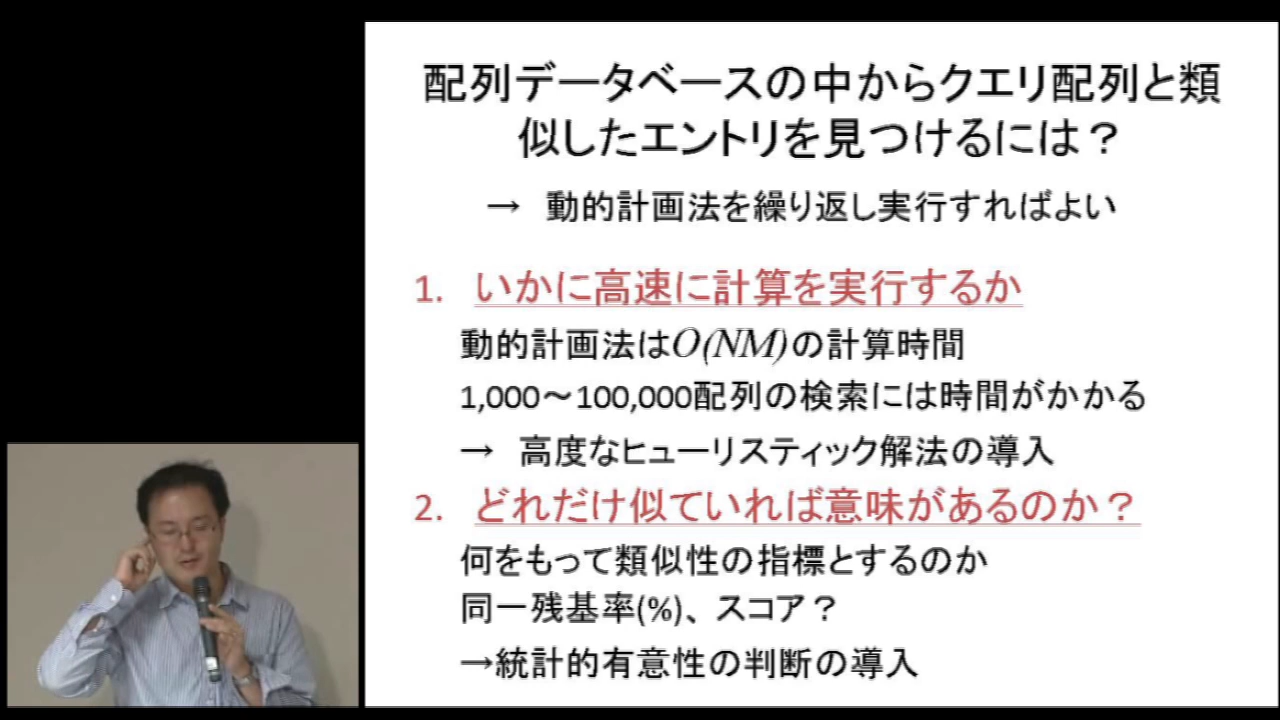 配列データベースの中からクエリ配列と類
似したエントリを見つけるには？
→ 動的計画法を繰り返し実行すればよい
1. いかに高速に計算を実行するか
動的計画法はO(NM)の計算時間
1,000～100,000配列の検索には時間がかかる
→ 高度なヒューリスティック解法の導入
2. どれだけ似ていれば意味があるのか？
何をもって類似性の指標とするのか
同一残基率(%)、スコア？
→統計的有意性の判断の導入